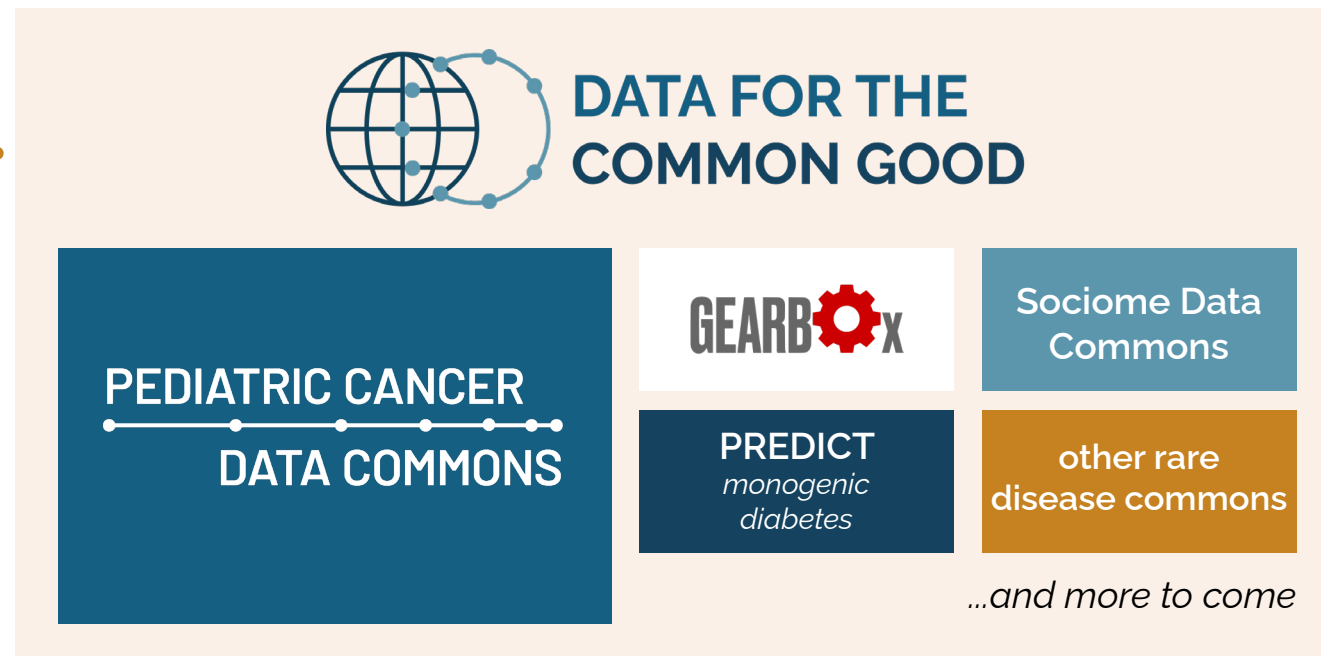 DATA FOR THE
COMMON GOOD
PEDIATRIC CANCER
DATA COMMONS
GEARBOx
Sociome Data
Commons
PREDICT
monogenic
diabetes
other rare
disease commons
...and more to come